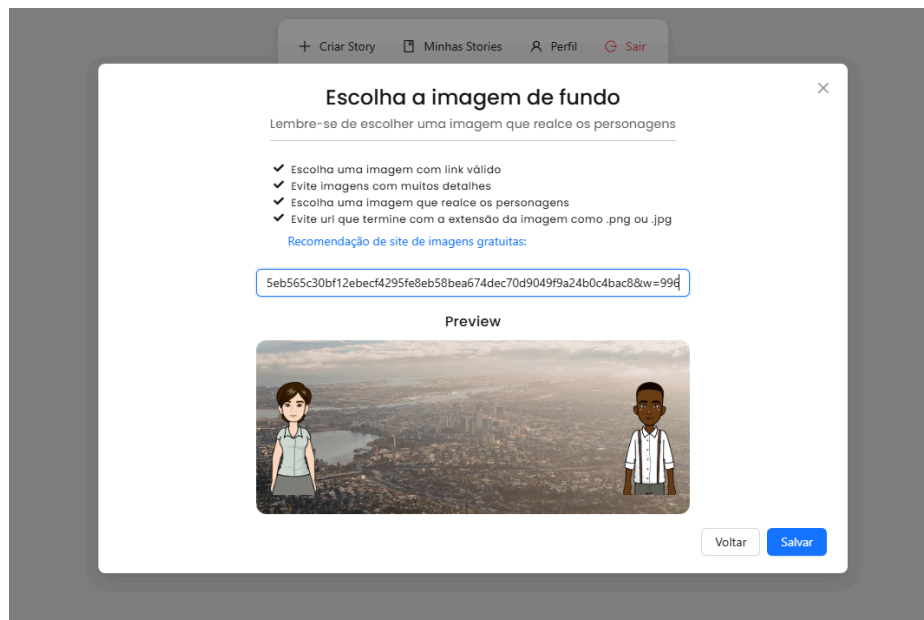 Criar Story Minhas Stories Perfil Sair
Escolha a imagem de fundo
Lembre-se de escolher uma imagem que realce os personagens
Escolha uma imagem com link válido
Evite imagens com muitos detalhes
Escolha uma imagem que realce os personagens
Evite url que termine com a extensão da imagem como .png ou .jpg
Recomendação de site de imagens gratuitas:
5eb565c30bf12ebecf4295fe8eb58bea674dec70d9049f9a24b0c4bac8&w=996
Preview
Voltar Salvar